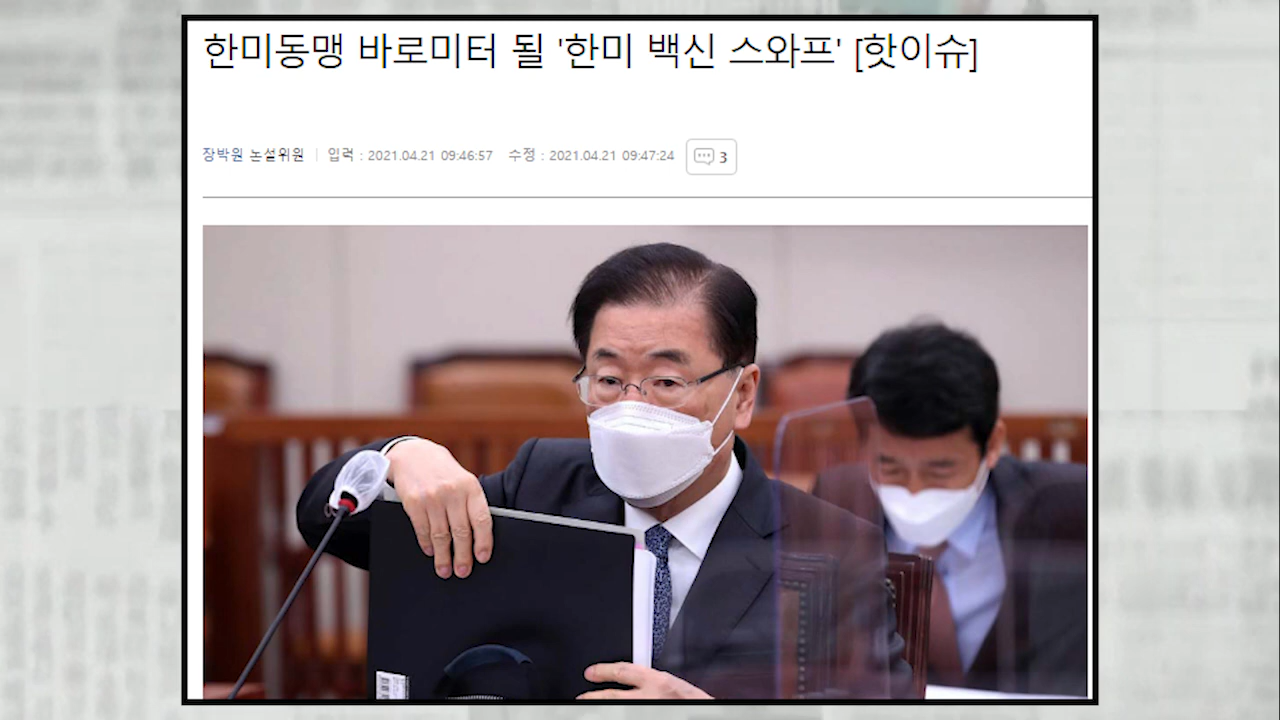 한미동맹 바로미터 될 '한미 백신 스와프' [핫이슈]
장박원 논설위원 | 입력 : 2021.04.21 09:46:57 수정 : 2021.04.21 09:47:24 3